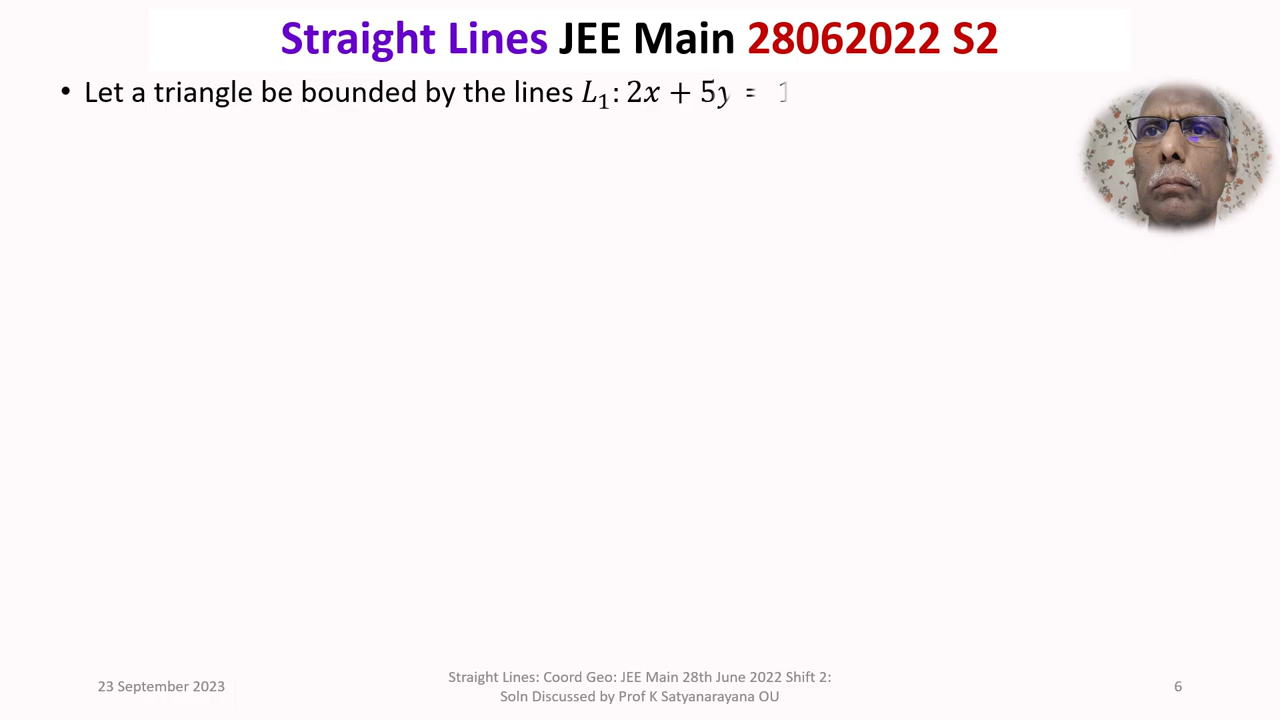 Straight Lines JEE Main 28062022 S2
• Let a triangle be bounded by the lines L₁: 2x + 5y = 1
23 September 2023
Straight Lines: Coord Geo: JEE Main 28th June 2022 Shift 2:
Soln Discussed by Prof K Satyanarayana OU
6